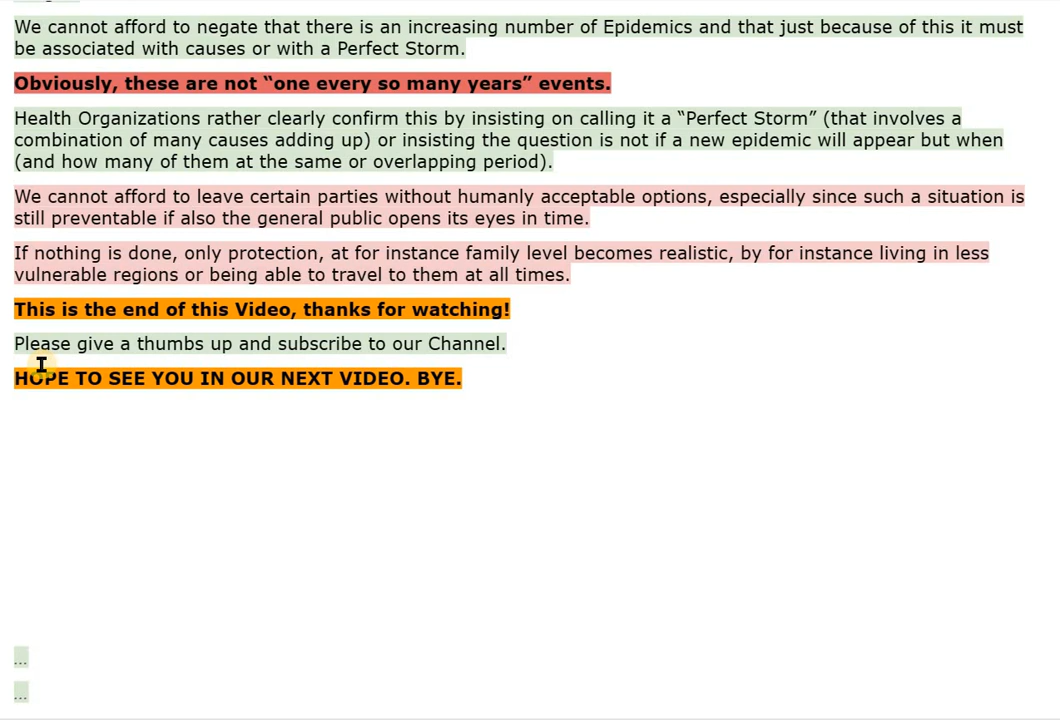 We cannot afford to negate that there is an increasing number of Epidemics and that just because of this it must
be associated with causes or with a Perfect Storm.
Obviously, these are not “one every so many years” events.
Health Organizations rather clearly confirm this by insisting on calling it a “Perfect Storm” (that involves a
combination of many causes adding up) or insisting the question is not if a new epidemic will appear but when
(and how many of them at the same or overlapping period).
We cannot afford to leave certain parties without humanly acceptable options, especially since such a situation is
still preventable if also the general public opens its eyes in time.
If nothing is done, only protection, at for instance family level becomes realistic, by for instance living in less
vulnerable regions or being able to travel to them at all times.
This is the end of this Video, thanks for watching!
Please give a thumbs up and subscribe to our Channel.
HOPE TO SEE YOU IN OUR NEXT VIDEO. BYE.
...
...